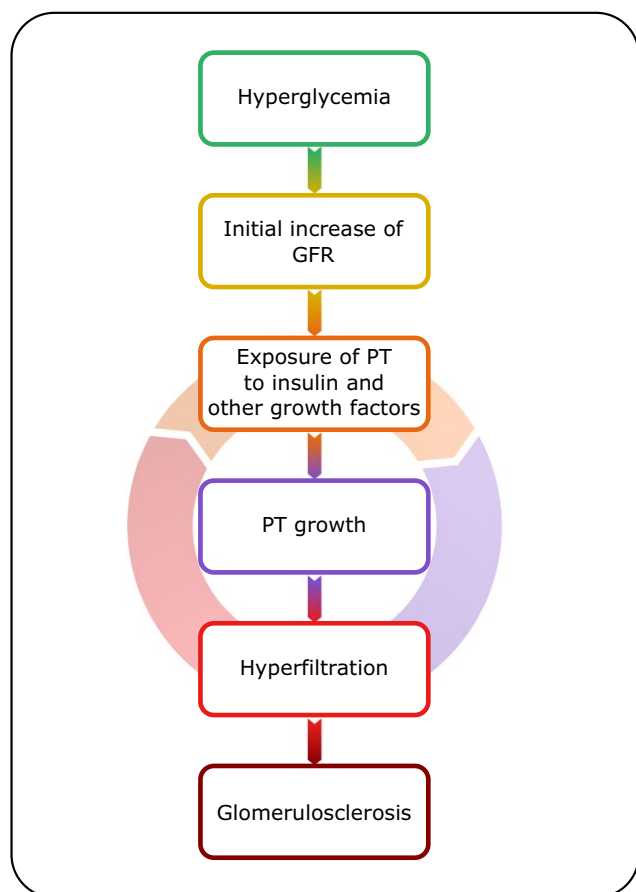 Hyperglycemia
Initial increase of
GFR
Exposure of PT
to insulin and
other growth factors
PT growth
Hyperfiltration
Glomerulosclerosis